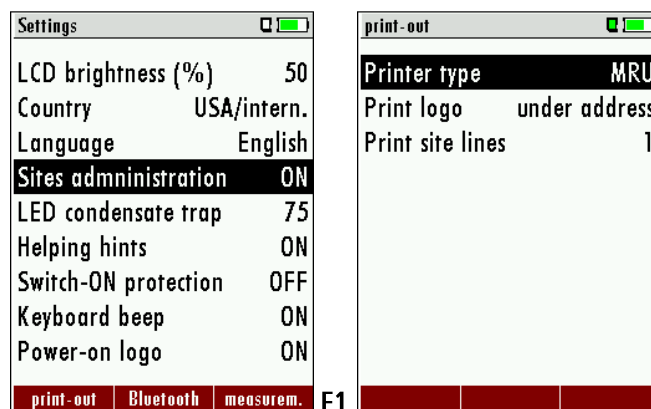 Settings
LCD brightness (%) 50
Country USA/intern.
Language English
Sites admninistration ON
LED condensate trap 75
Helping hints ON
Switch-ON protection OFF
Keyboard beep ON
Power-on logo ON
print-out Bluetooth measurem.
F1
print-out
Printer type MRU
Print logo under address
Print site lines 1